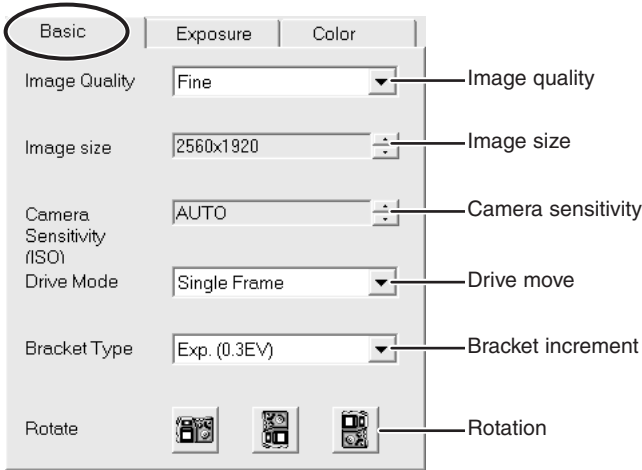 Basic Exposure Color
Image Quality Fine Image quality
Image size 2560x1920 Image size
Camera Sensitivity (ISO) AUTO Camera sensitivity
Drive Mode Single Frame Drive move
Bracket Type Exp. (0.3EV) Bracket increment
Rotate Rotation